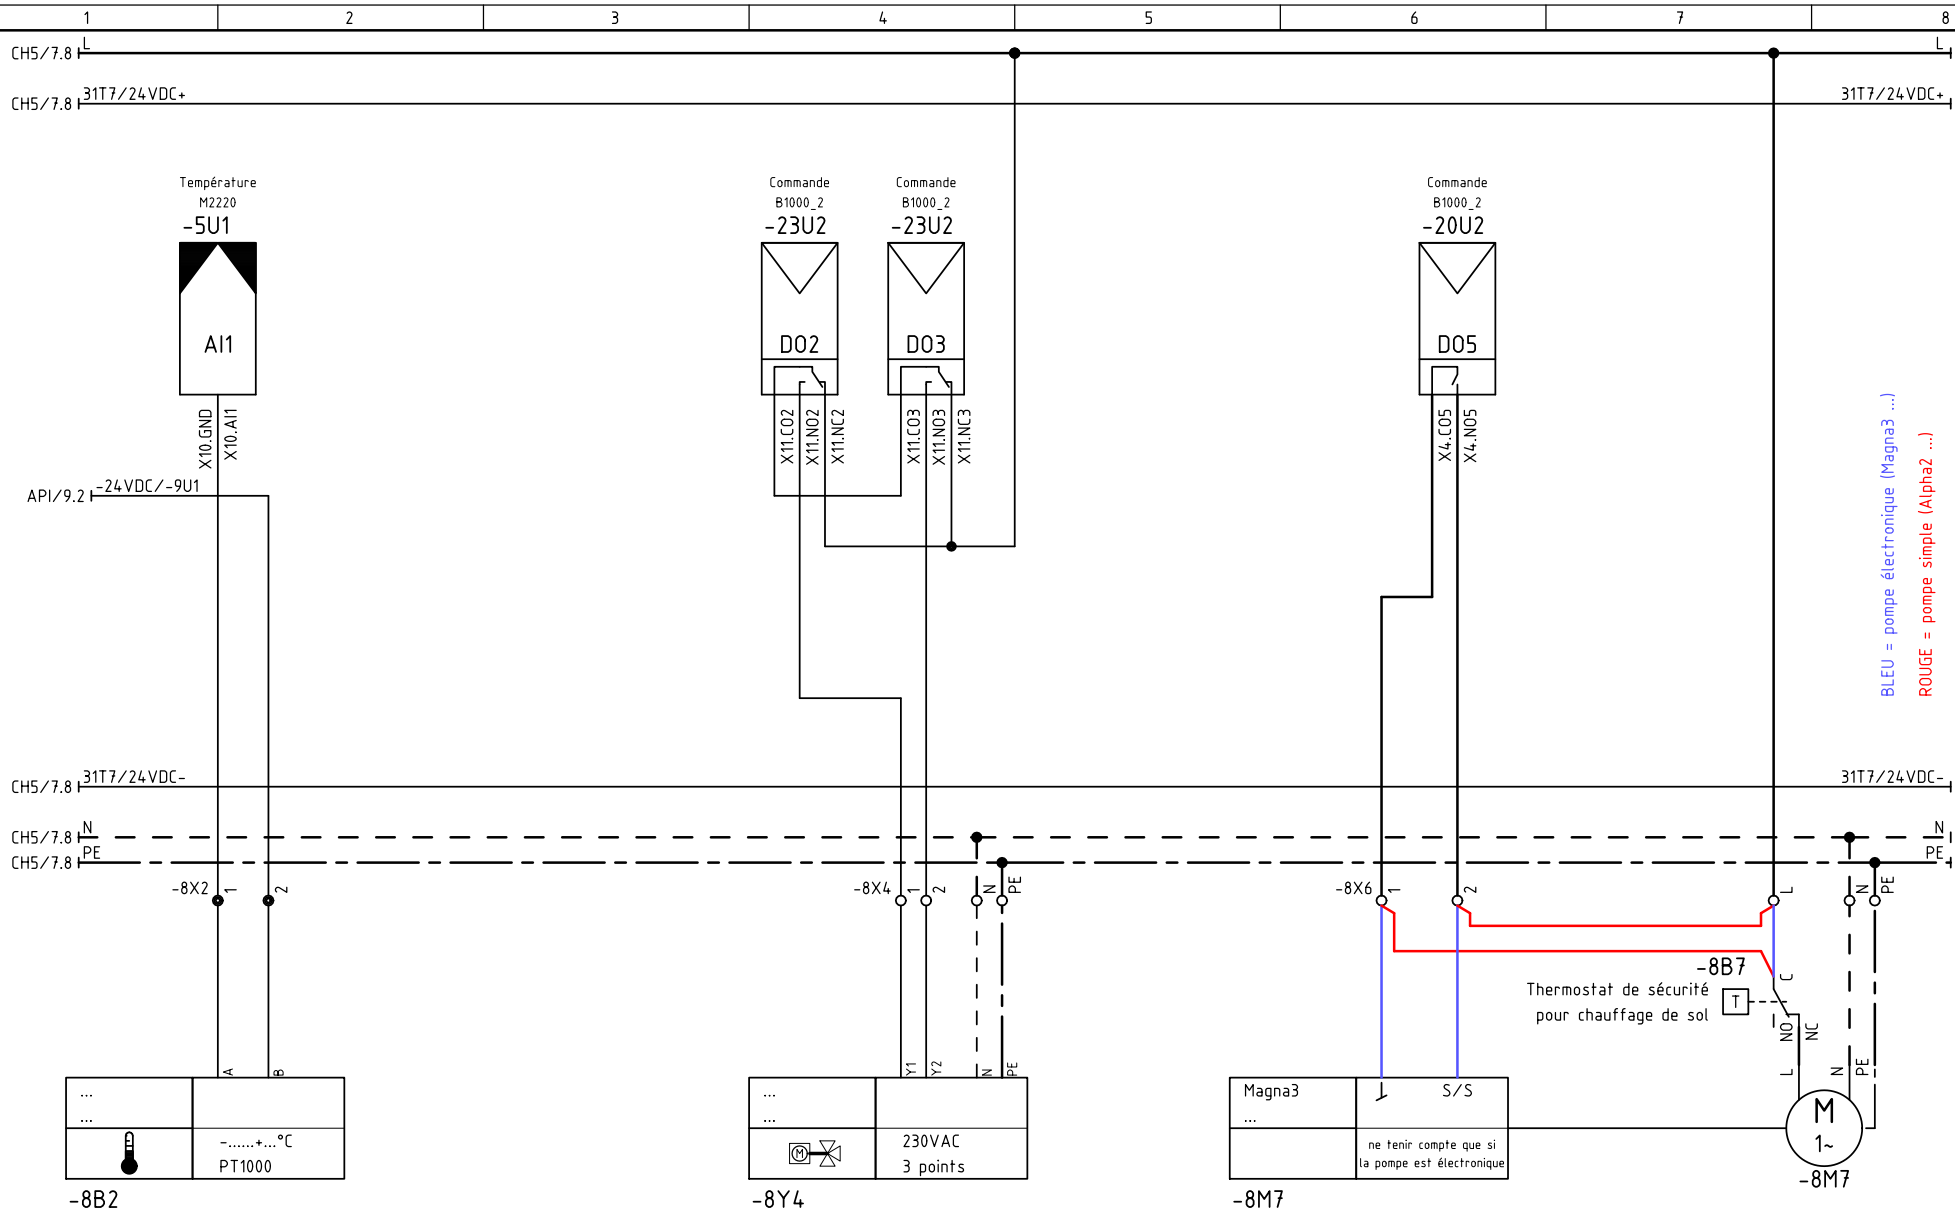 1 2 3 4 5 6 7 8
CH5/7.8 L L
CH5/7.8 31T7/24VDC+ 31T7/24VDC+
Température
M2220
-5U1
AI1
X10.GND
X10.AI1
Commande
B1000_2
-23U2
DO2
X11.CO2
X11.NO2
X11.NC2
Commande
B1000_2
-23U2
DO3
X11.CO3
X11.NO3
X11.NC3
Commande
B1000_2
-20U2
DO5
X4.CO5
X4.NO5
BLEU = pompe électronique (Magna3 ...)
ROUGE = pompe simple (Alpha2 ...)
API/9.2 -24VDC/-9U1
CH5/7.8 31T7/24VDC- 31T7/24VDC-
CH5/7.8 N N
CH5/7.8 PE PE
-8X2 1 2
-8X4 1 2 N PE
-8X6 1 2 L N PE
-8B7 C
Thermostat de sécurité
pour chauffage de sol
T
NO NC
A B
...
...
-......+...°C
PT1000
-8B2
Y1 Y2 N PE
...
...
M
230VAC
3 points
-8Y4
Magna3 S/S
...
ne tenir compte que si
la pompe est électronique
-8M7
L N PE
M
1~
-8M7